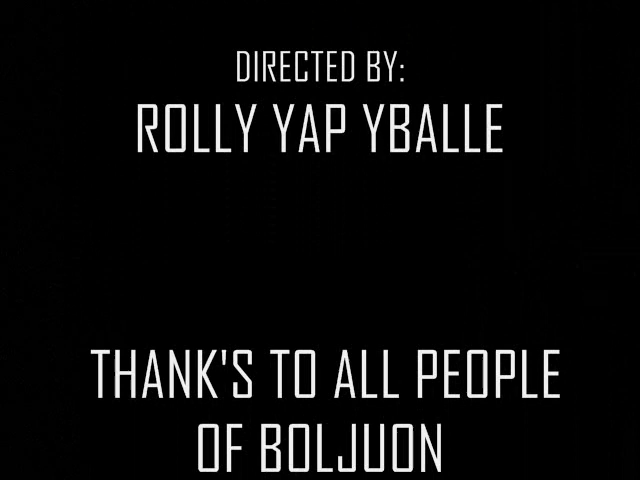 DIRECTED BY:
ROLLY YAP YBALLE
THANK'S TO ALL PEOPLE
OF BOLJUON